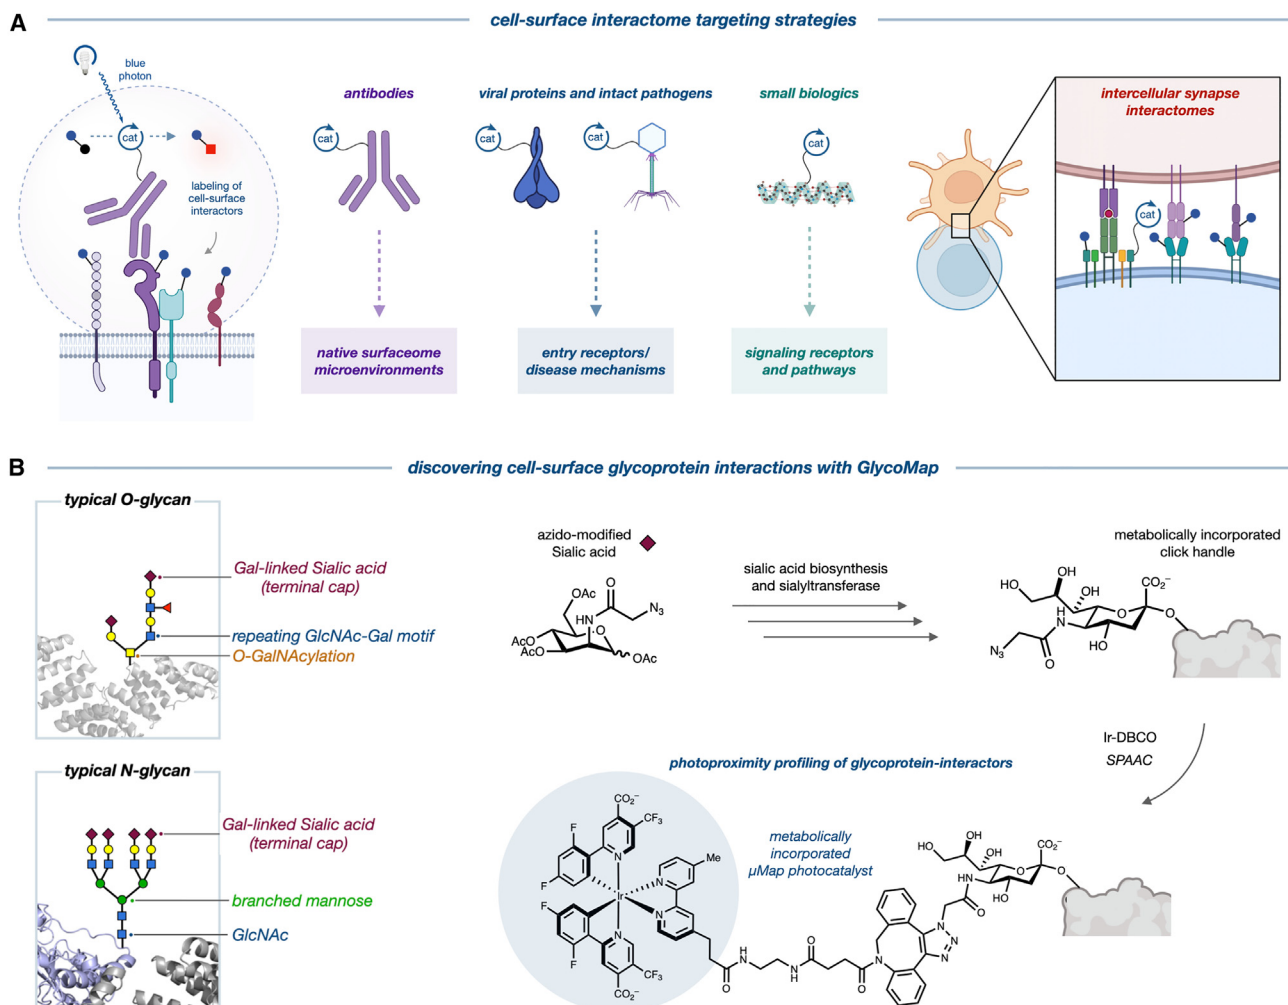 A
cell-surface interactome targeting strategies
blue
photon
cat
labeling of
cell-surface
interactors
antibodies
cat
native surfaceome
microenvironments
viral proteins and intact pathogens
cat
cat
entry receptors/
disease mechanisms
small biologics
cat
signaling receptors
and pathways
intercellular synapse
interactomes
cat
B
discovering cell-surface glycoprotein interactions with GlycoMap
typical O-glycan
Gal-linked Sialic acid
(terminal cap)
repeating GlcNAc-Gal motif
O-GalNAcylation
azido-modified
Sialic acid
OAc
O
N₃
HN
AcO
AcO
O
OAc
sialic acid biosynthesis
and sialyltransferase
metabolically incorporated
click handle
OH
HO
OH
CO₂⁻
O
O
H
N
HO
N₃
O
Ir-DBCO
SPAAC
typical N-glycan
Gal-linked Sialic acid
(terminal cap)
branched mannose
GlcNAc
photoproximity profiling of glycoprotein-interactors
metabolically
incorporated
µMap photocatalyst
CO₂⁻
CF₃
F
F
N
Me
N
Ir
N
F
F
N
CF₃
CO₂⁻
O
H
N
N
H
O
O
N
N
N
N
O
HN
HO
OH
OH
CO₂⁻
O
O
HO